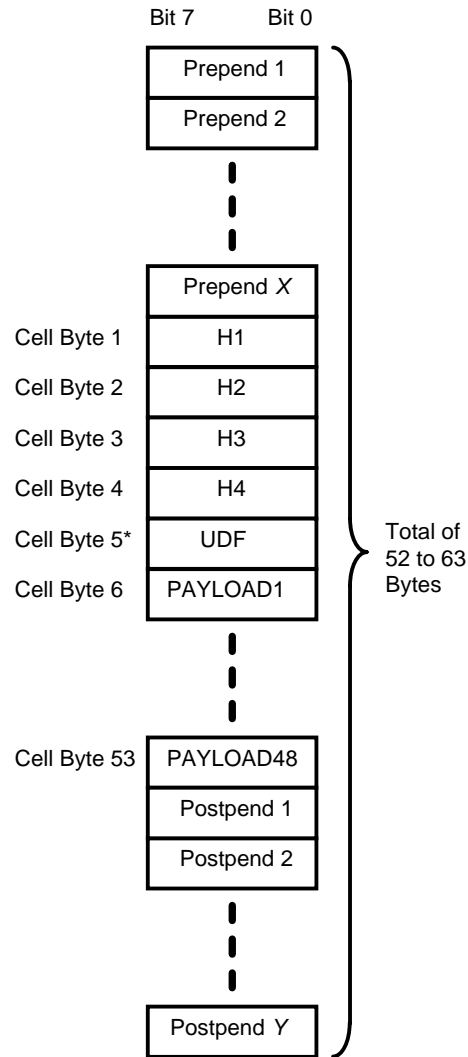 Bit 7 Bit 0
Prepend 1
Prepend 2
Prepend X
Cell Byte 1 H1
Cell Byte 2 H2
Cell Byte 3 H3
Cell Byte 4 H4
Cell Byte 5* UDF
Cell Byte 6 PAYLOAD1
Total of
52 to 63
Bytes
Cell Byte 53 PAYLOAD48
Postpend 1
Postpend 2
Postpend Y